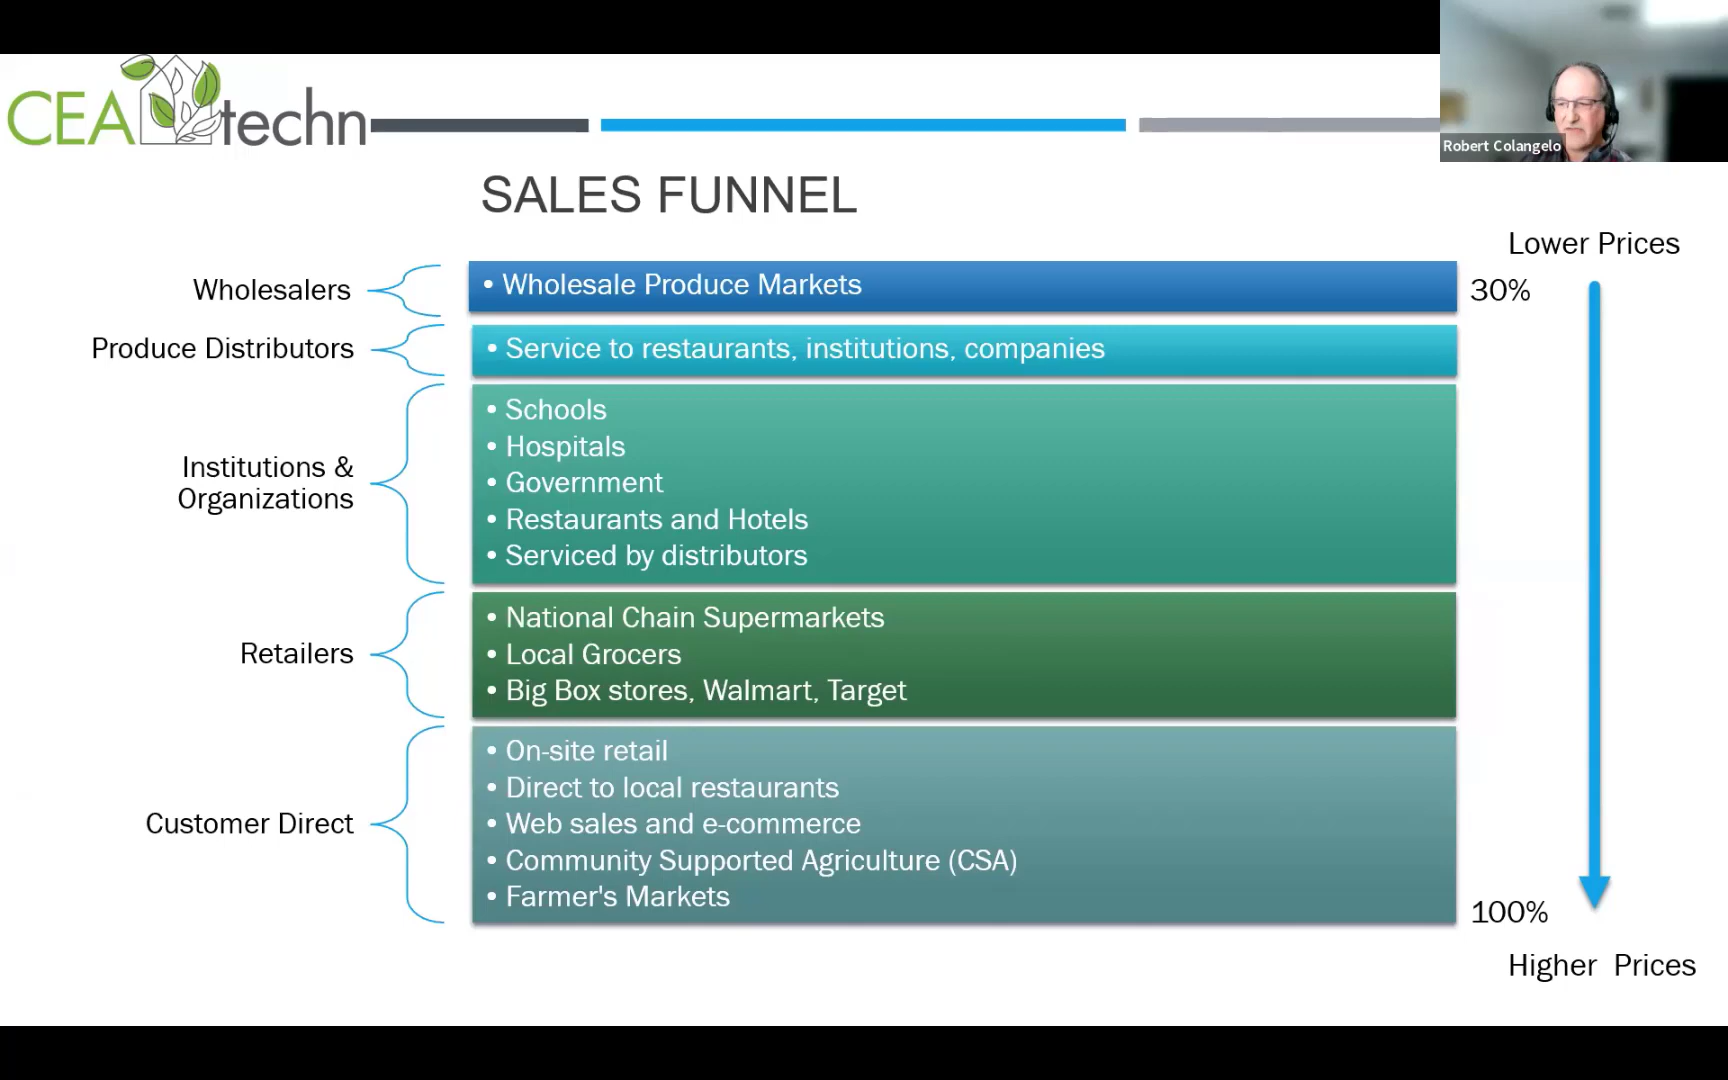 CEA techn
Robert Colangelo
SALES FUNNEL
Lower Prices
Wholesalers
• Wholesale Produce Markets
30%
Produce Distributors
• Service to restaurants, institutions, companies
Institutions &
Organizations
• Schools
• Hospitals
• Government
• Restaurants and Hotels
• Serviced by distributors
Retailers
• National Chain Supermarkets
• Local Grocers
• Big Box stores, Walmart, Target
Customer Direct
• On-site retail
• Direct to local restaurants
• Web sales and e-commerce
• Community Supported Agriculture (CSA)
• Farmer's Markets
100%
Higher Prices